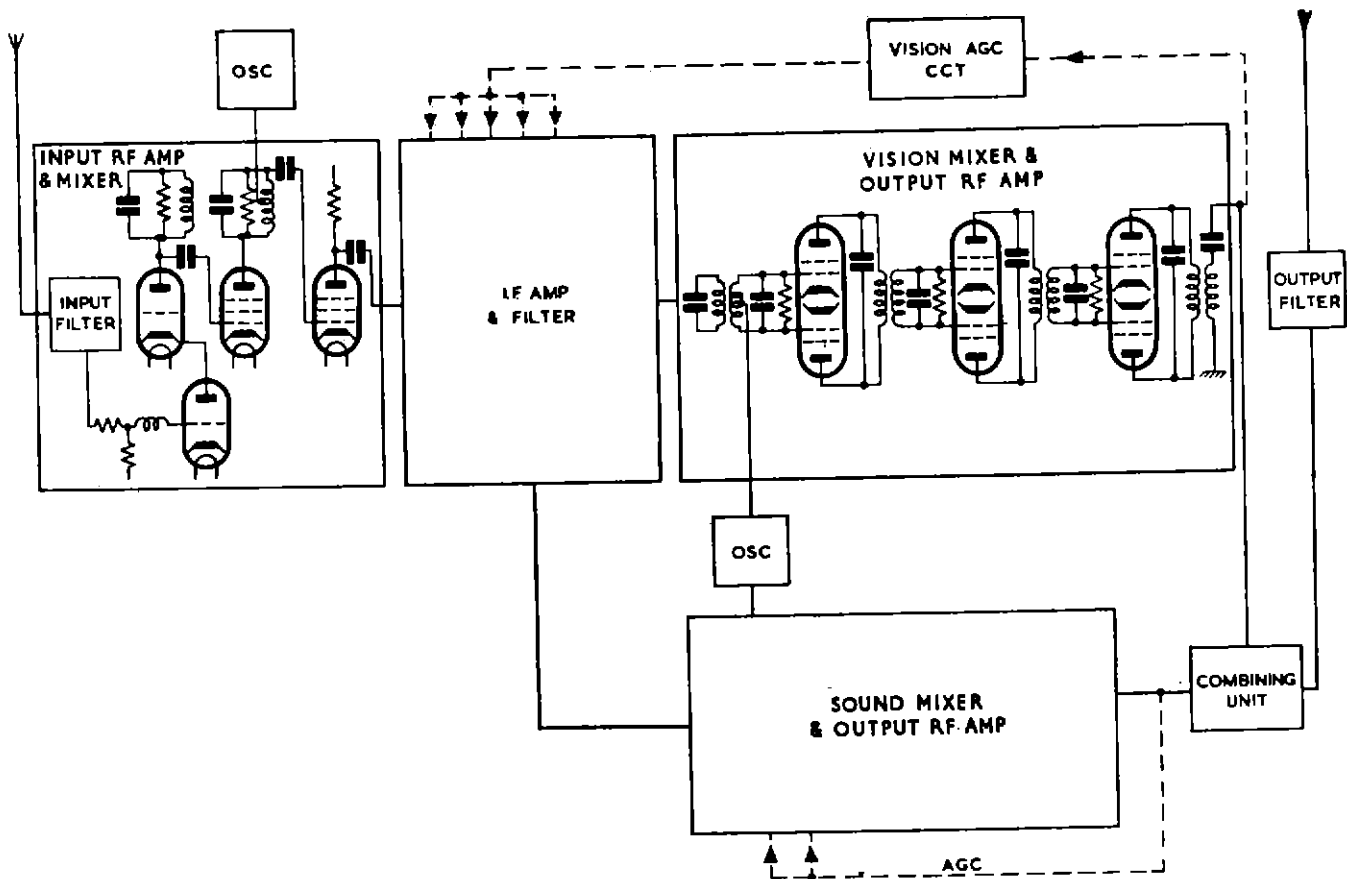 OSC
VISION AGC
CCT
INPUT RF AMP
& MIXER
VISION MIXER &
OUTPUT RF AMP
INPUT
FILTER
I.F AMP
& FILTER
OUTPUT
FILTER
OSC
SOUND MIXER
& OUTPUT RF AMP
COMBINING
UNIT
AGC